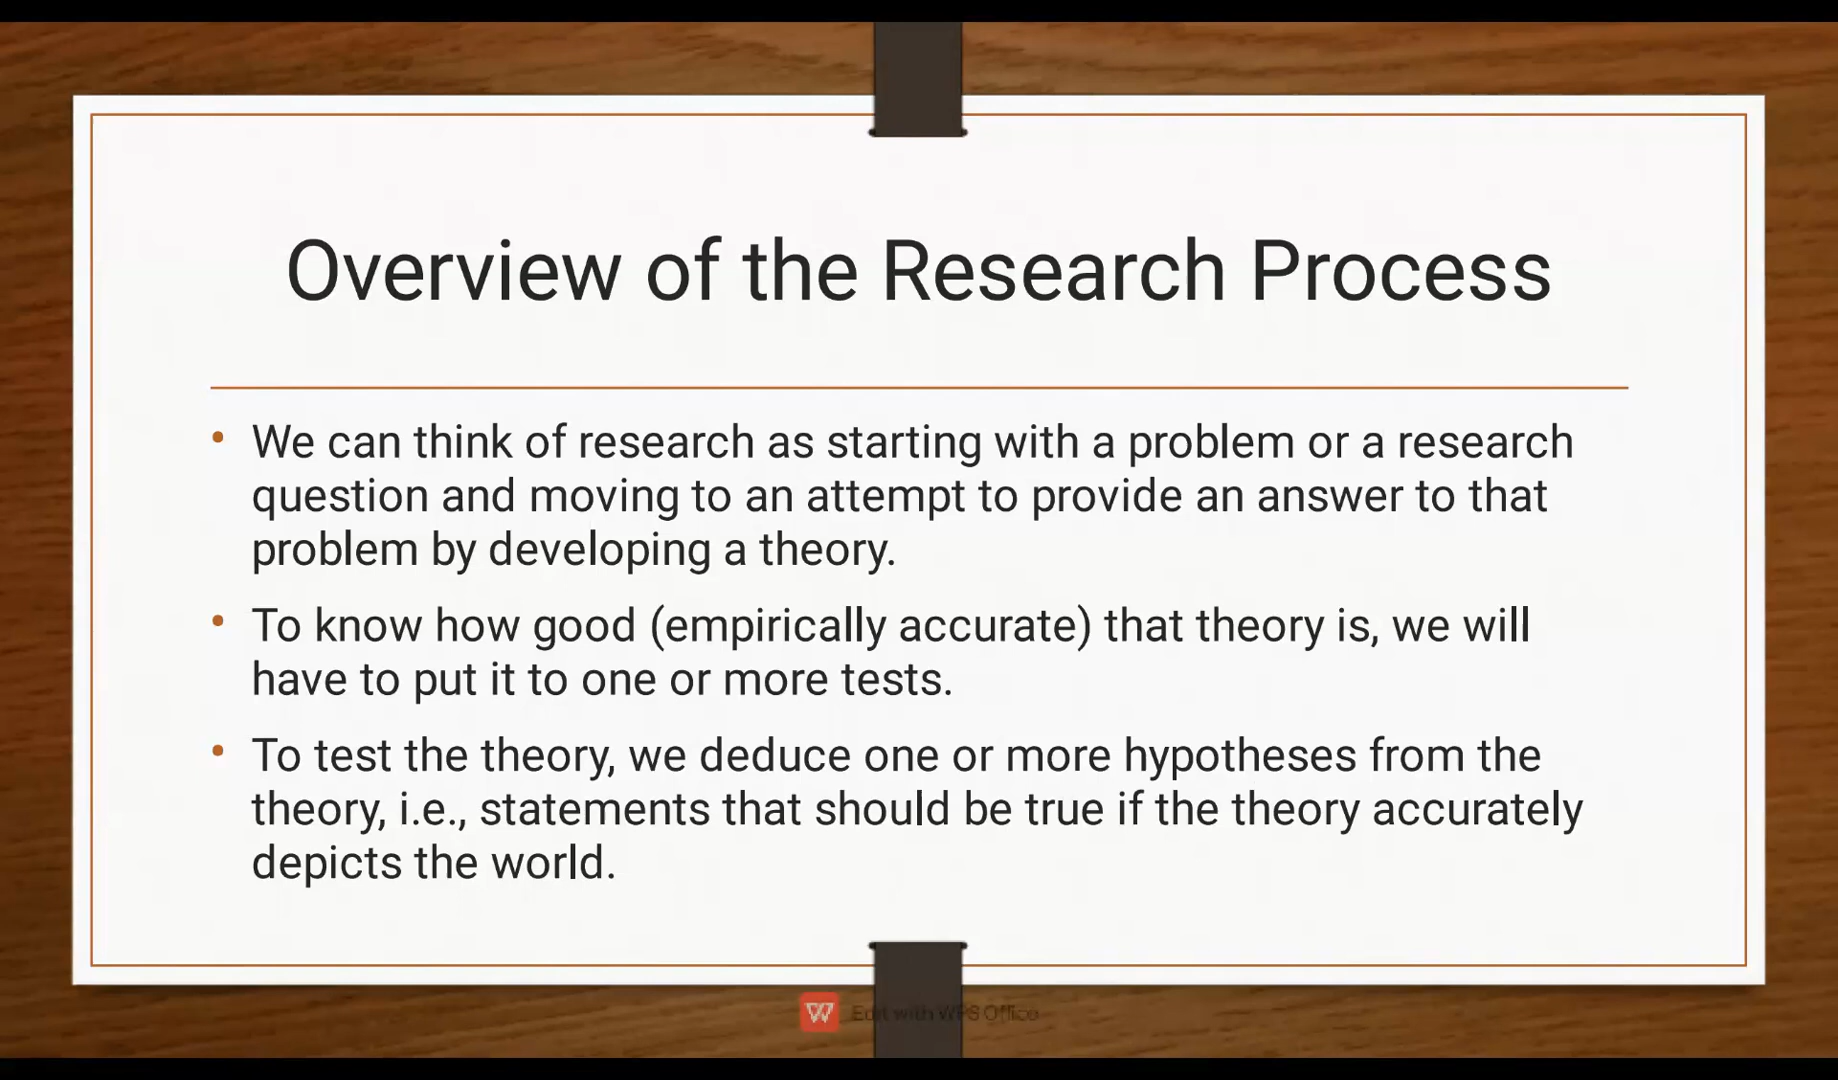 Overview of the Research Process
• We can think of research as starting with a problem or a research
question and moving to an attempt to provide an answer to that
problem by developing a theory.
• To know how good (empirically accurate) that theory is, we will
have to put it to one or more tests.
• To test the theory, we deduce one or more hypotheses from the
theory, i.e., statements that should be true if the theory accurately
depicts the world.
Edit with WPS Office